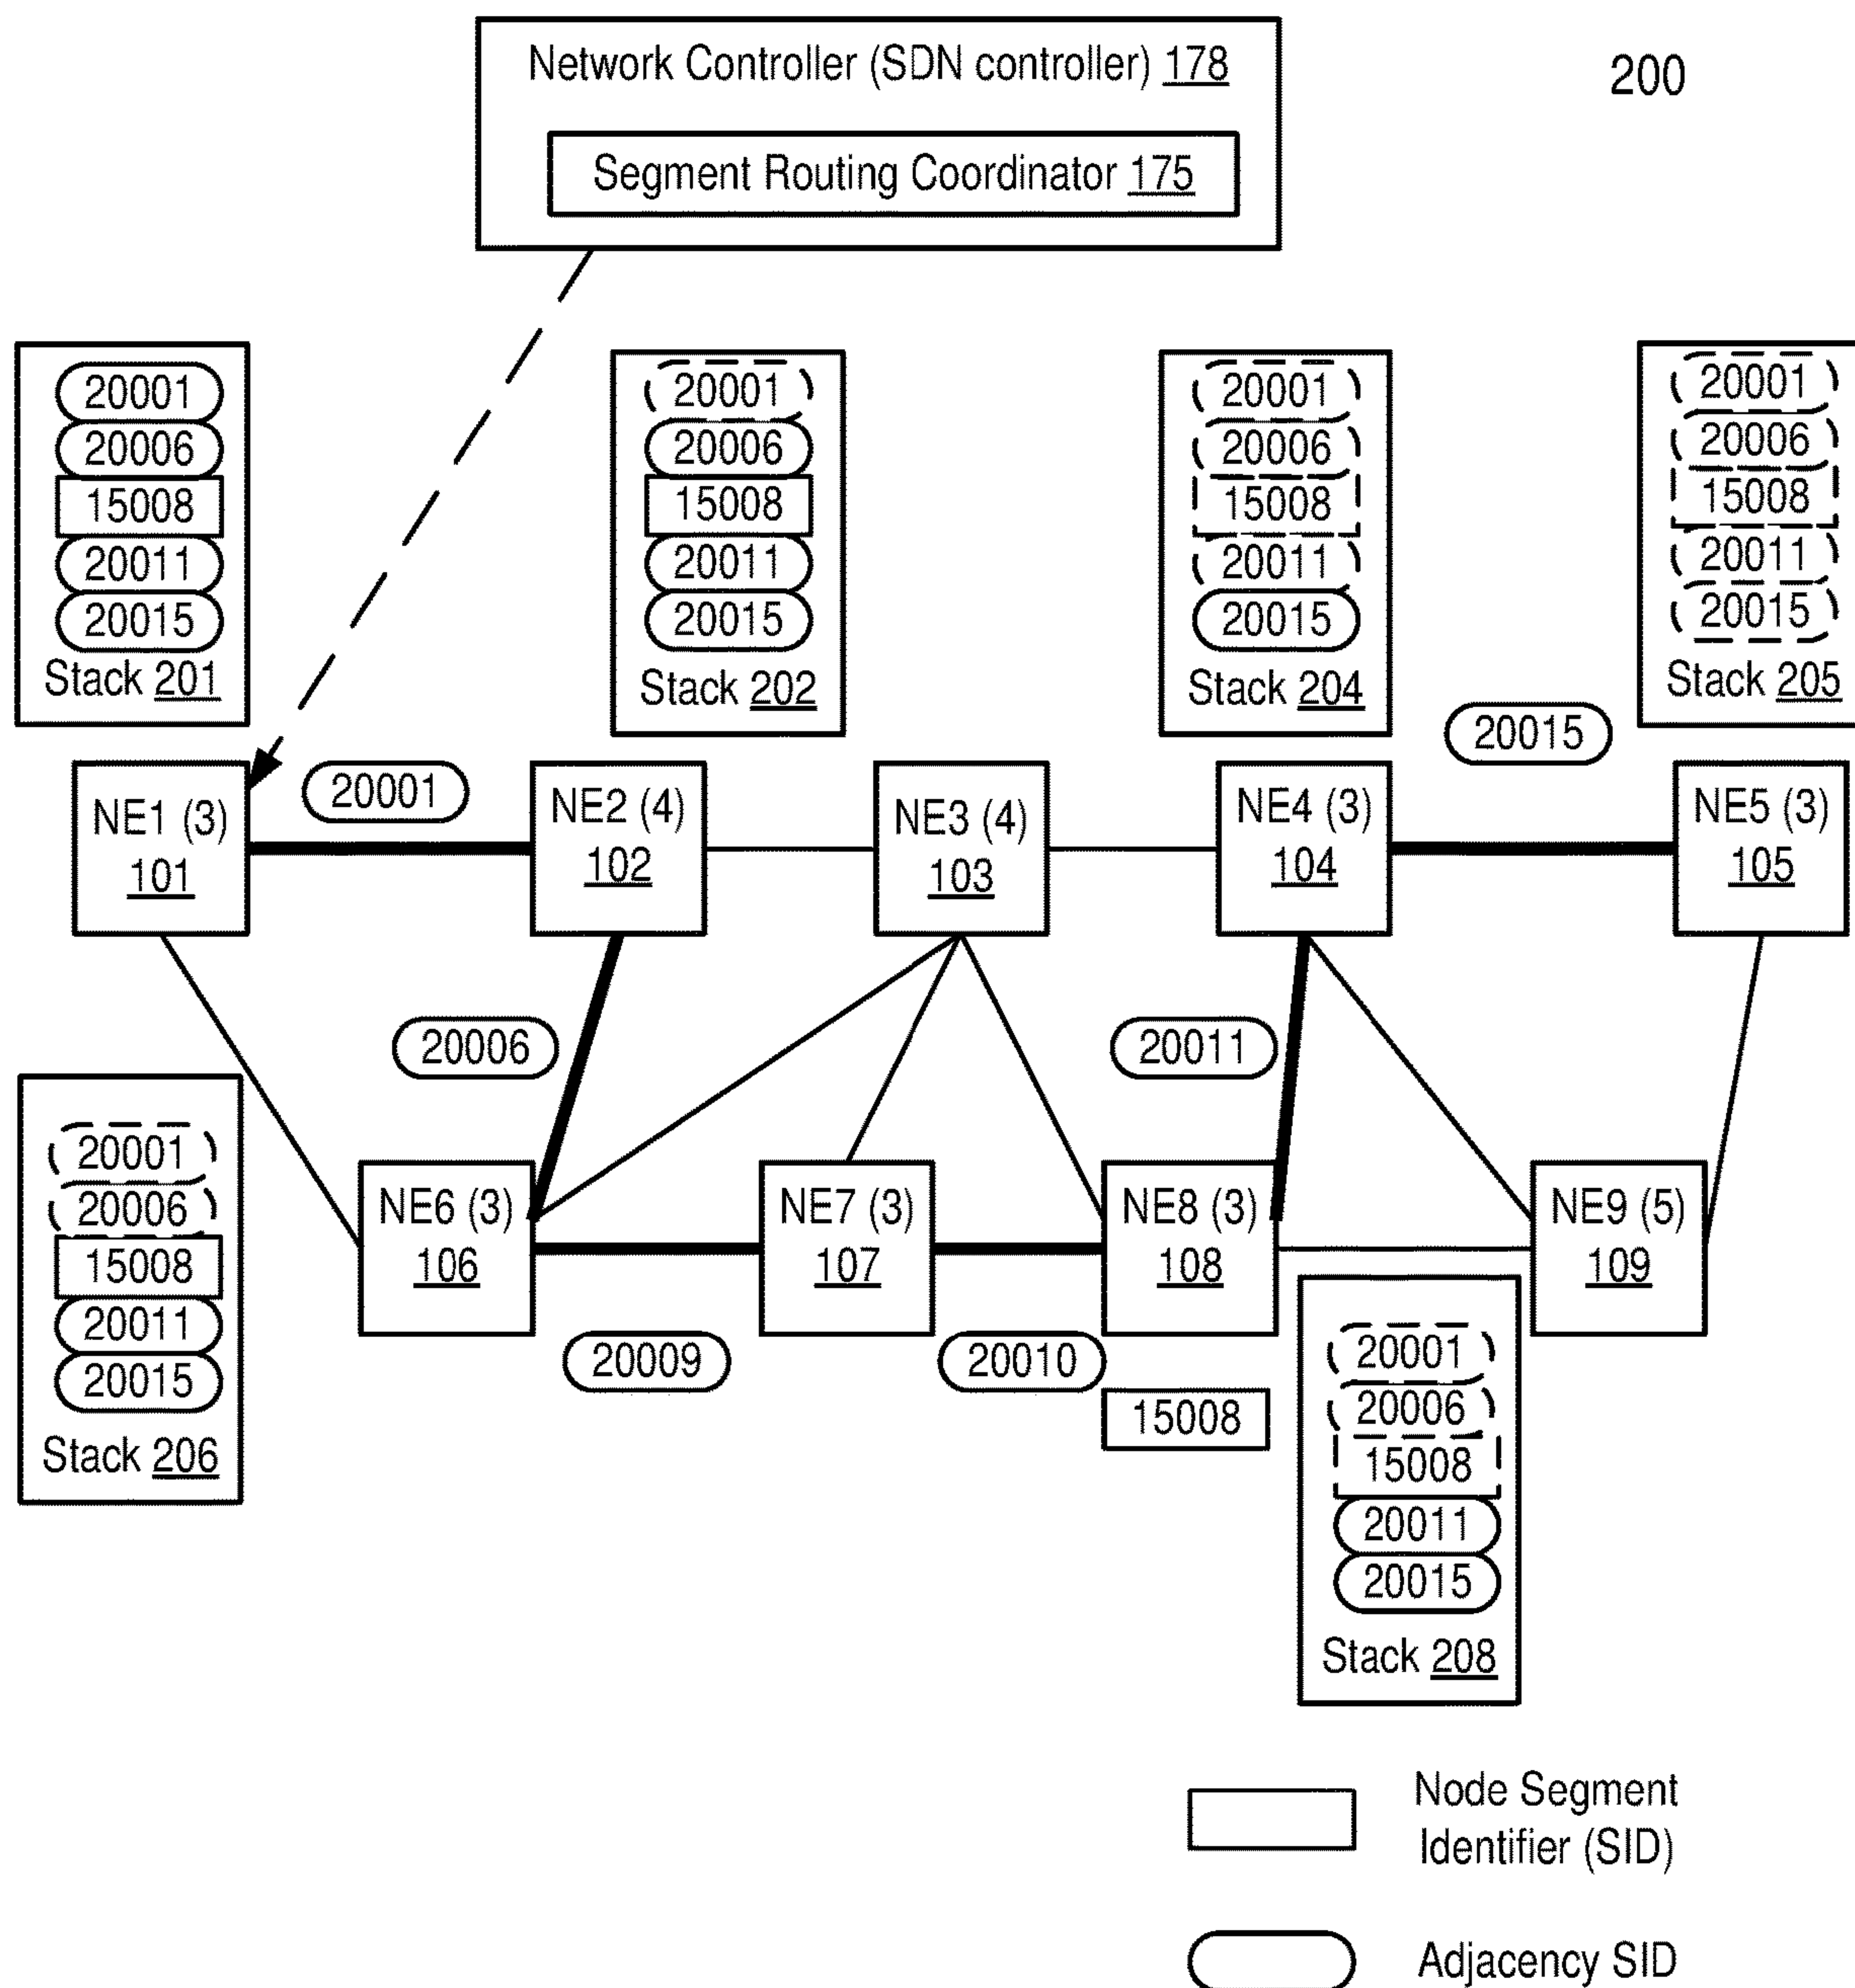 Network Controller (SDN controller) 178
200
Segment Routing Coordinator 175
20001
20006
15008
20011
20015
Stack 201
20001
20006
15008
20011
20015
Stack 202
20001
20006
15008
20011
20015
Stack 204
20001
20006
15008
20011
20015
Stack 205
20015
20001
NE1 (3)
101
NE2 (4)
102
NE3 (4)
103
NE4 (3)
104
NE5 (3)
105
20006
20011
20001
20006
15008
20011
20015
Stack 206
NE6 (3)
106
NE7 (3)
107
NE8 (3)
108
NE9 (5)
109
20009
20010
15008
20001
20006
15008
20011
20015
Stack 208
Node Segment
Identifier (SID)
Adjacency SID